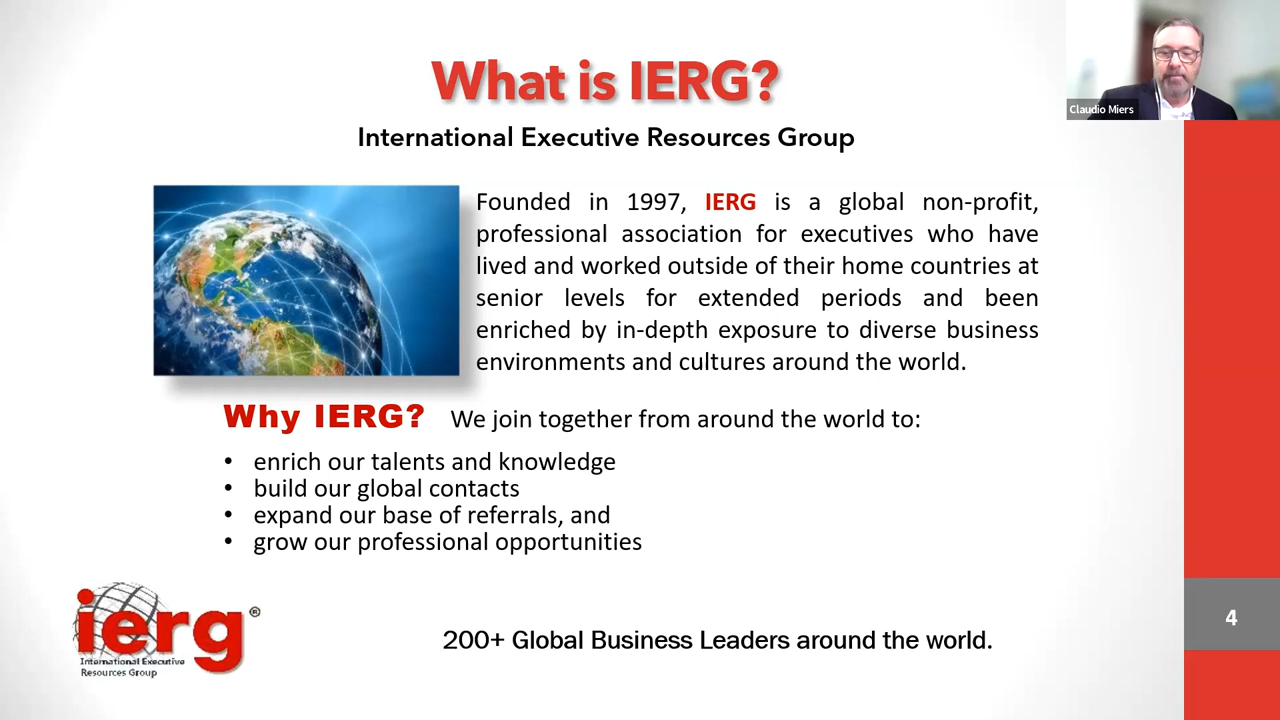 What is IERG?
Claudio Miers
International Executive Resources Group
Founded in 1997, IERG is a global non-profit,
professional association for executives who have
lived and worked outside of their home countries at
senior levels for extended periods and been
enriched by in-depth exposure to diverse business
environments and cultures around the world.
Why IERG? We join together from around the world to:
• enrich our talents and knowledge
• build our global contacts
• expand our base of referrals, and
• grow our professional opportunities
ierg®
International Executive
Resources Group
200+ Global Business Leaders around the world.
4